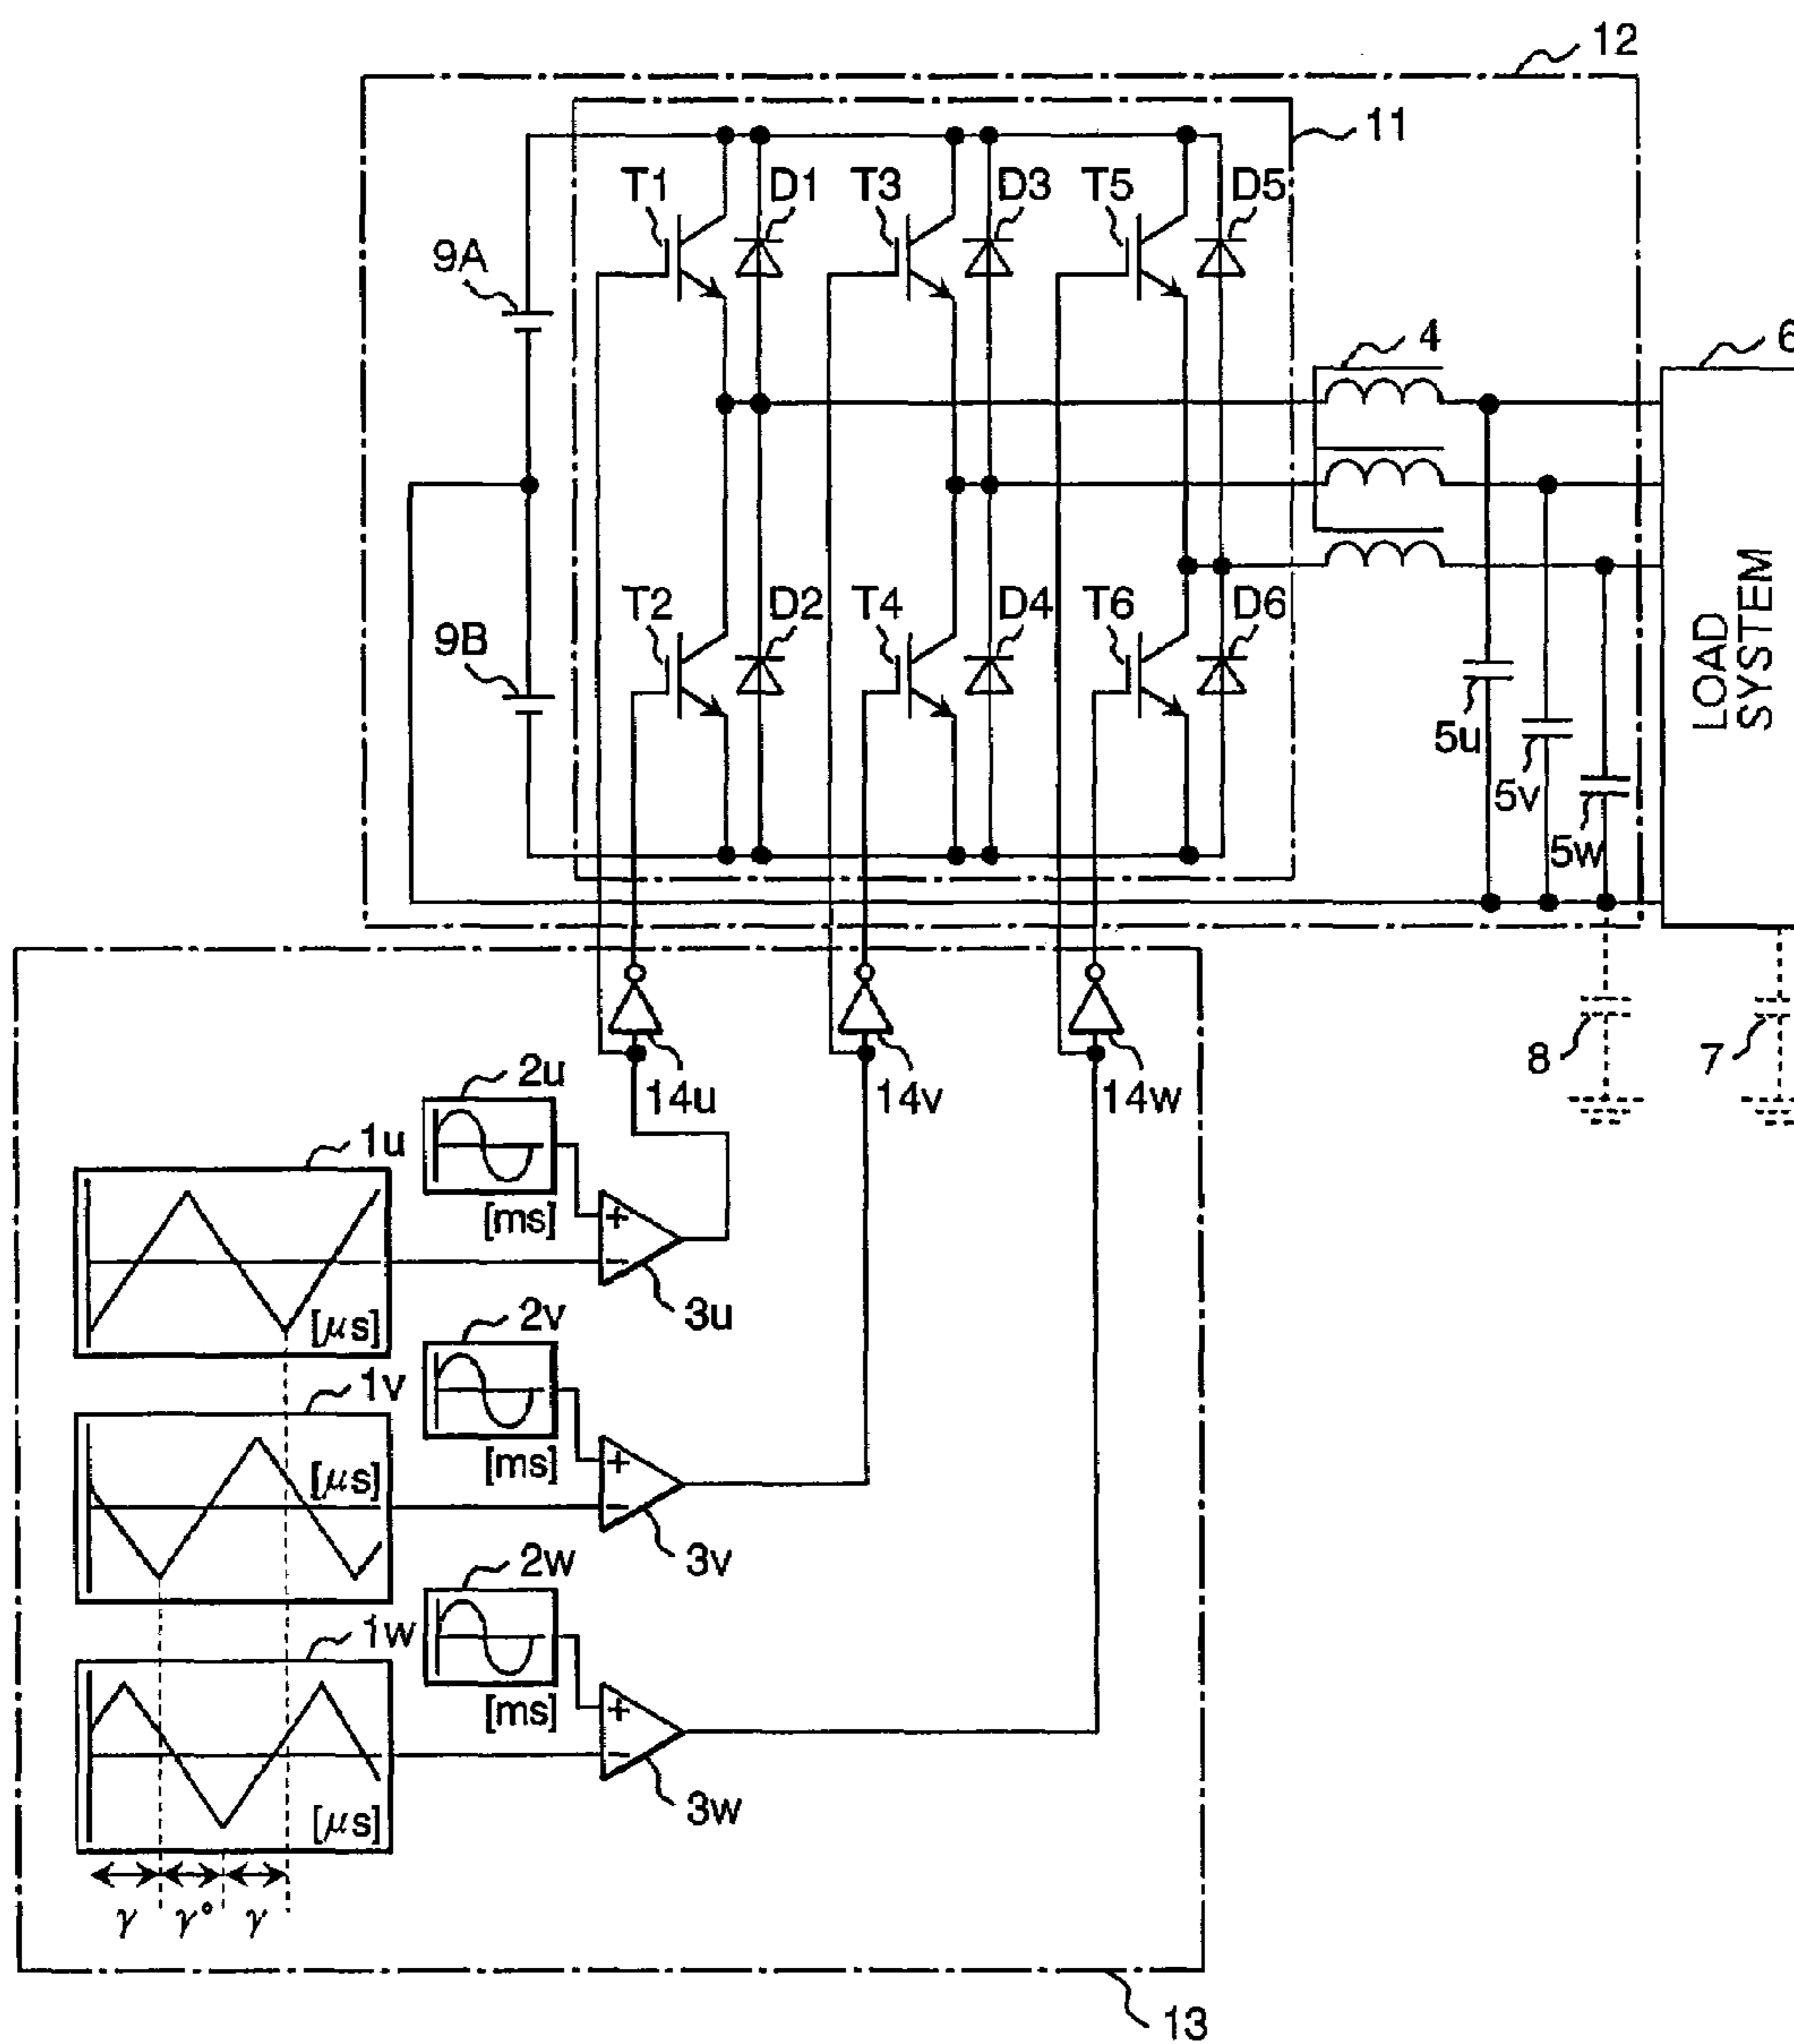 12
11
T1
D1
T3
D3
T5
D5
9A
4
6
T2
D2
T4
D4
T6
D6
9B
LOAD
SYSTEM
5u
5v
5w
8
7
14u
14v
14w
2u
1u
[ms]
+
−
3u
[μs]
2v
1v
[μs]
[ms]
+
−
3v
2w
1w
[ms]
+
−
3w
[μs]
γ γ° γ
13